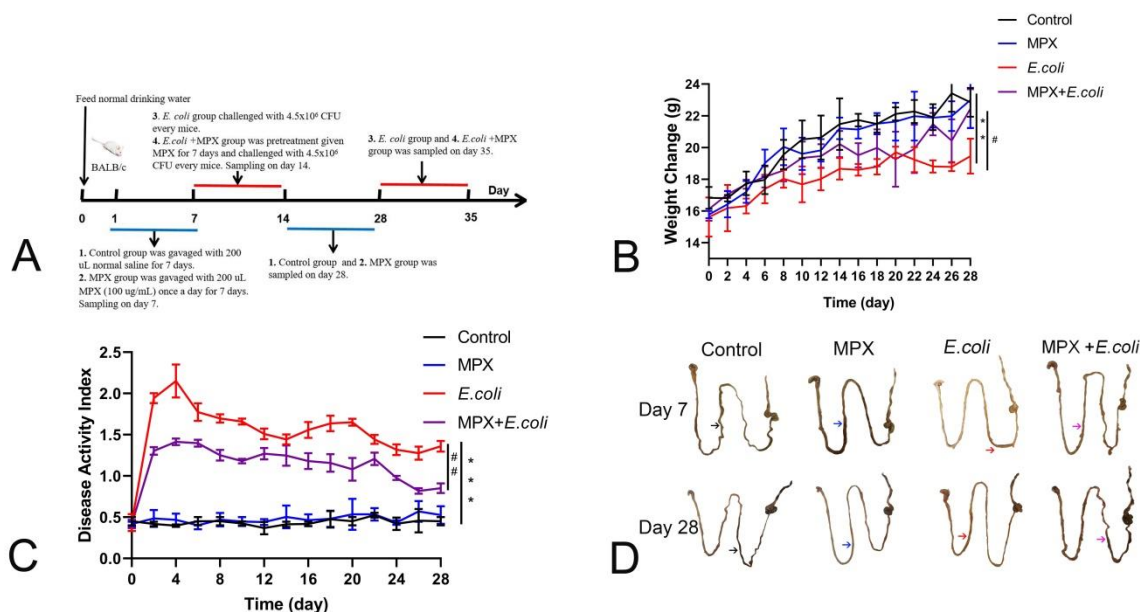 Feed normal drinking water
BALB/c
3. E. coli group challenged with 4.5x10⁶ CFU
every mice.
4. E.coli +MPX group was pretreatment given
MPX for 7 days and challenged with 4.5x10⁶
CFU every mice. Sampling on day 14.
3. E. coli group and 4. E.coli +MPX
group was sampled on day 35.
Day
0 1 7 14 28 35
1. Control group was gavaged with 200
uL normal saline for 7 days.
2. MPX group was gavaged with 200 uL
MPX (100 ug/mL) once a day for 7 days.
Sampling on day 7.
1. Control group and 2. MPX group was
sampled on day 28.
A
Control
MPX
E.coli
MPX+E.coli
Weight Change (g)
24
22
20
18
16
14
0 2 4 6 8 10 12 14 16 18 20 22 24 26 28
Time (day)
* *
#
B
Control
MPX
E.coli
MPX+E.coli
Disease Activity Index
2.5
2.0
1.5
1.0
0.5
0.0
0 4 8 12 16 20 24 28
Time (day)
# #
* * *
C
Control MPX E.coli MPX +E.coli
Day 7
Day 28
D